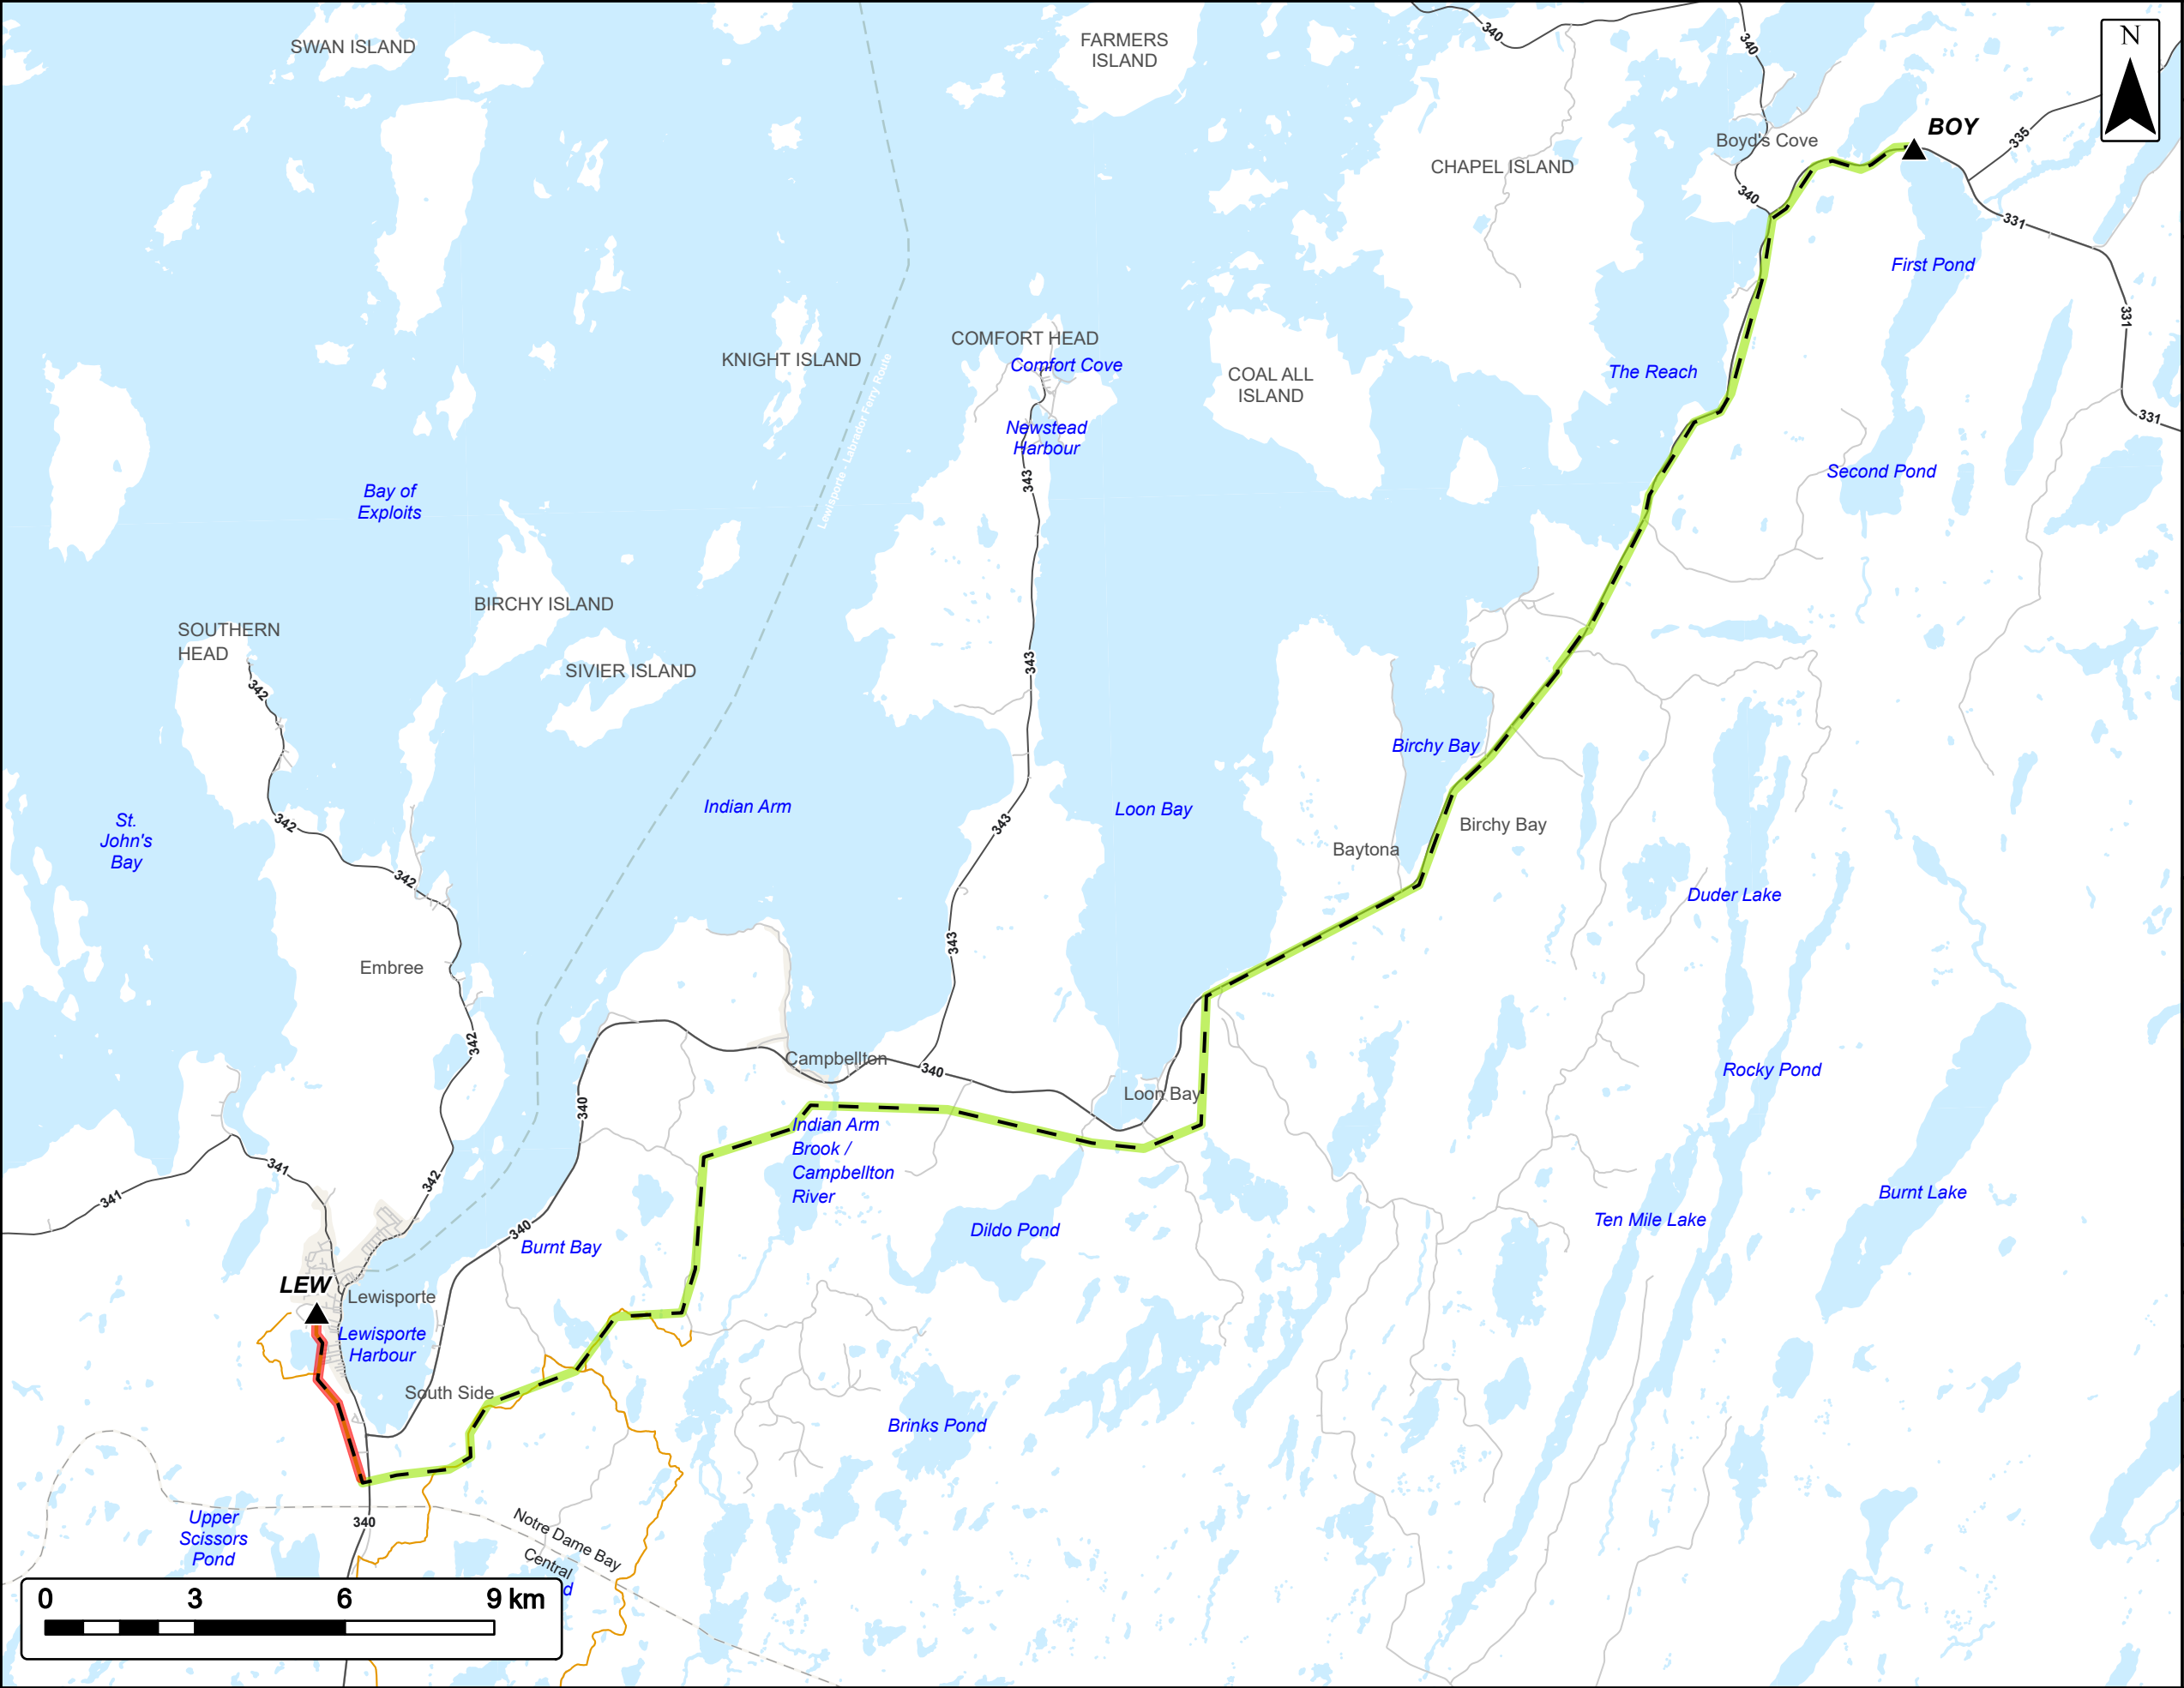 SWAN ISLAND
FARMERS
ISLAND
340
340
N
BOY
335
Boyd's Cove
CHAPEL ISLAND
340
331
First Pond
331
COMFORT HEAD
Comfort Cove
KNIGHT ISLAND
COAL ALL
ISLAND
The Reach
331
Newstead
Harbour
Lewisporte - Labrador Ferry Route
343
Second Pond
Bay of
Exploits
BIRCHY ISLAND
SOUTHERN
HEAD
SIVIER ISLAND
343
342
Birchy Bay
Indian Arm
Loon Bay
St.
John's
Bay
342
343
Birchy Bay
Baytona
342
Duder Lake
343
Embree
342
Campbellton
340
Rocky Pond
Loon Bay
340
Indian Arm
Brook /
Campbellton
River
341
342
341
Burnt Lake
Ten Mile Lake
340
Dildo Pond
Burnt Bay
LEW
Lewisporte
Lewisporte
Harbour
South Side
Brinks Pond
Upper
Scissors
Pond
340
Notre Dame Bay
Central
d
0 3 6 9 km